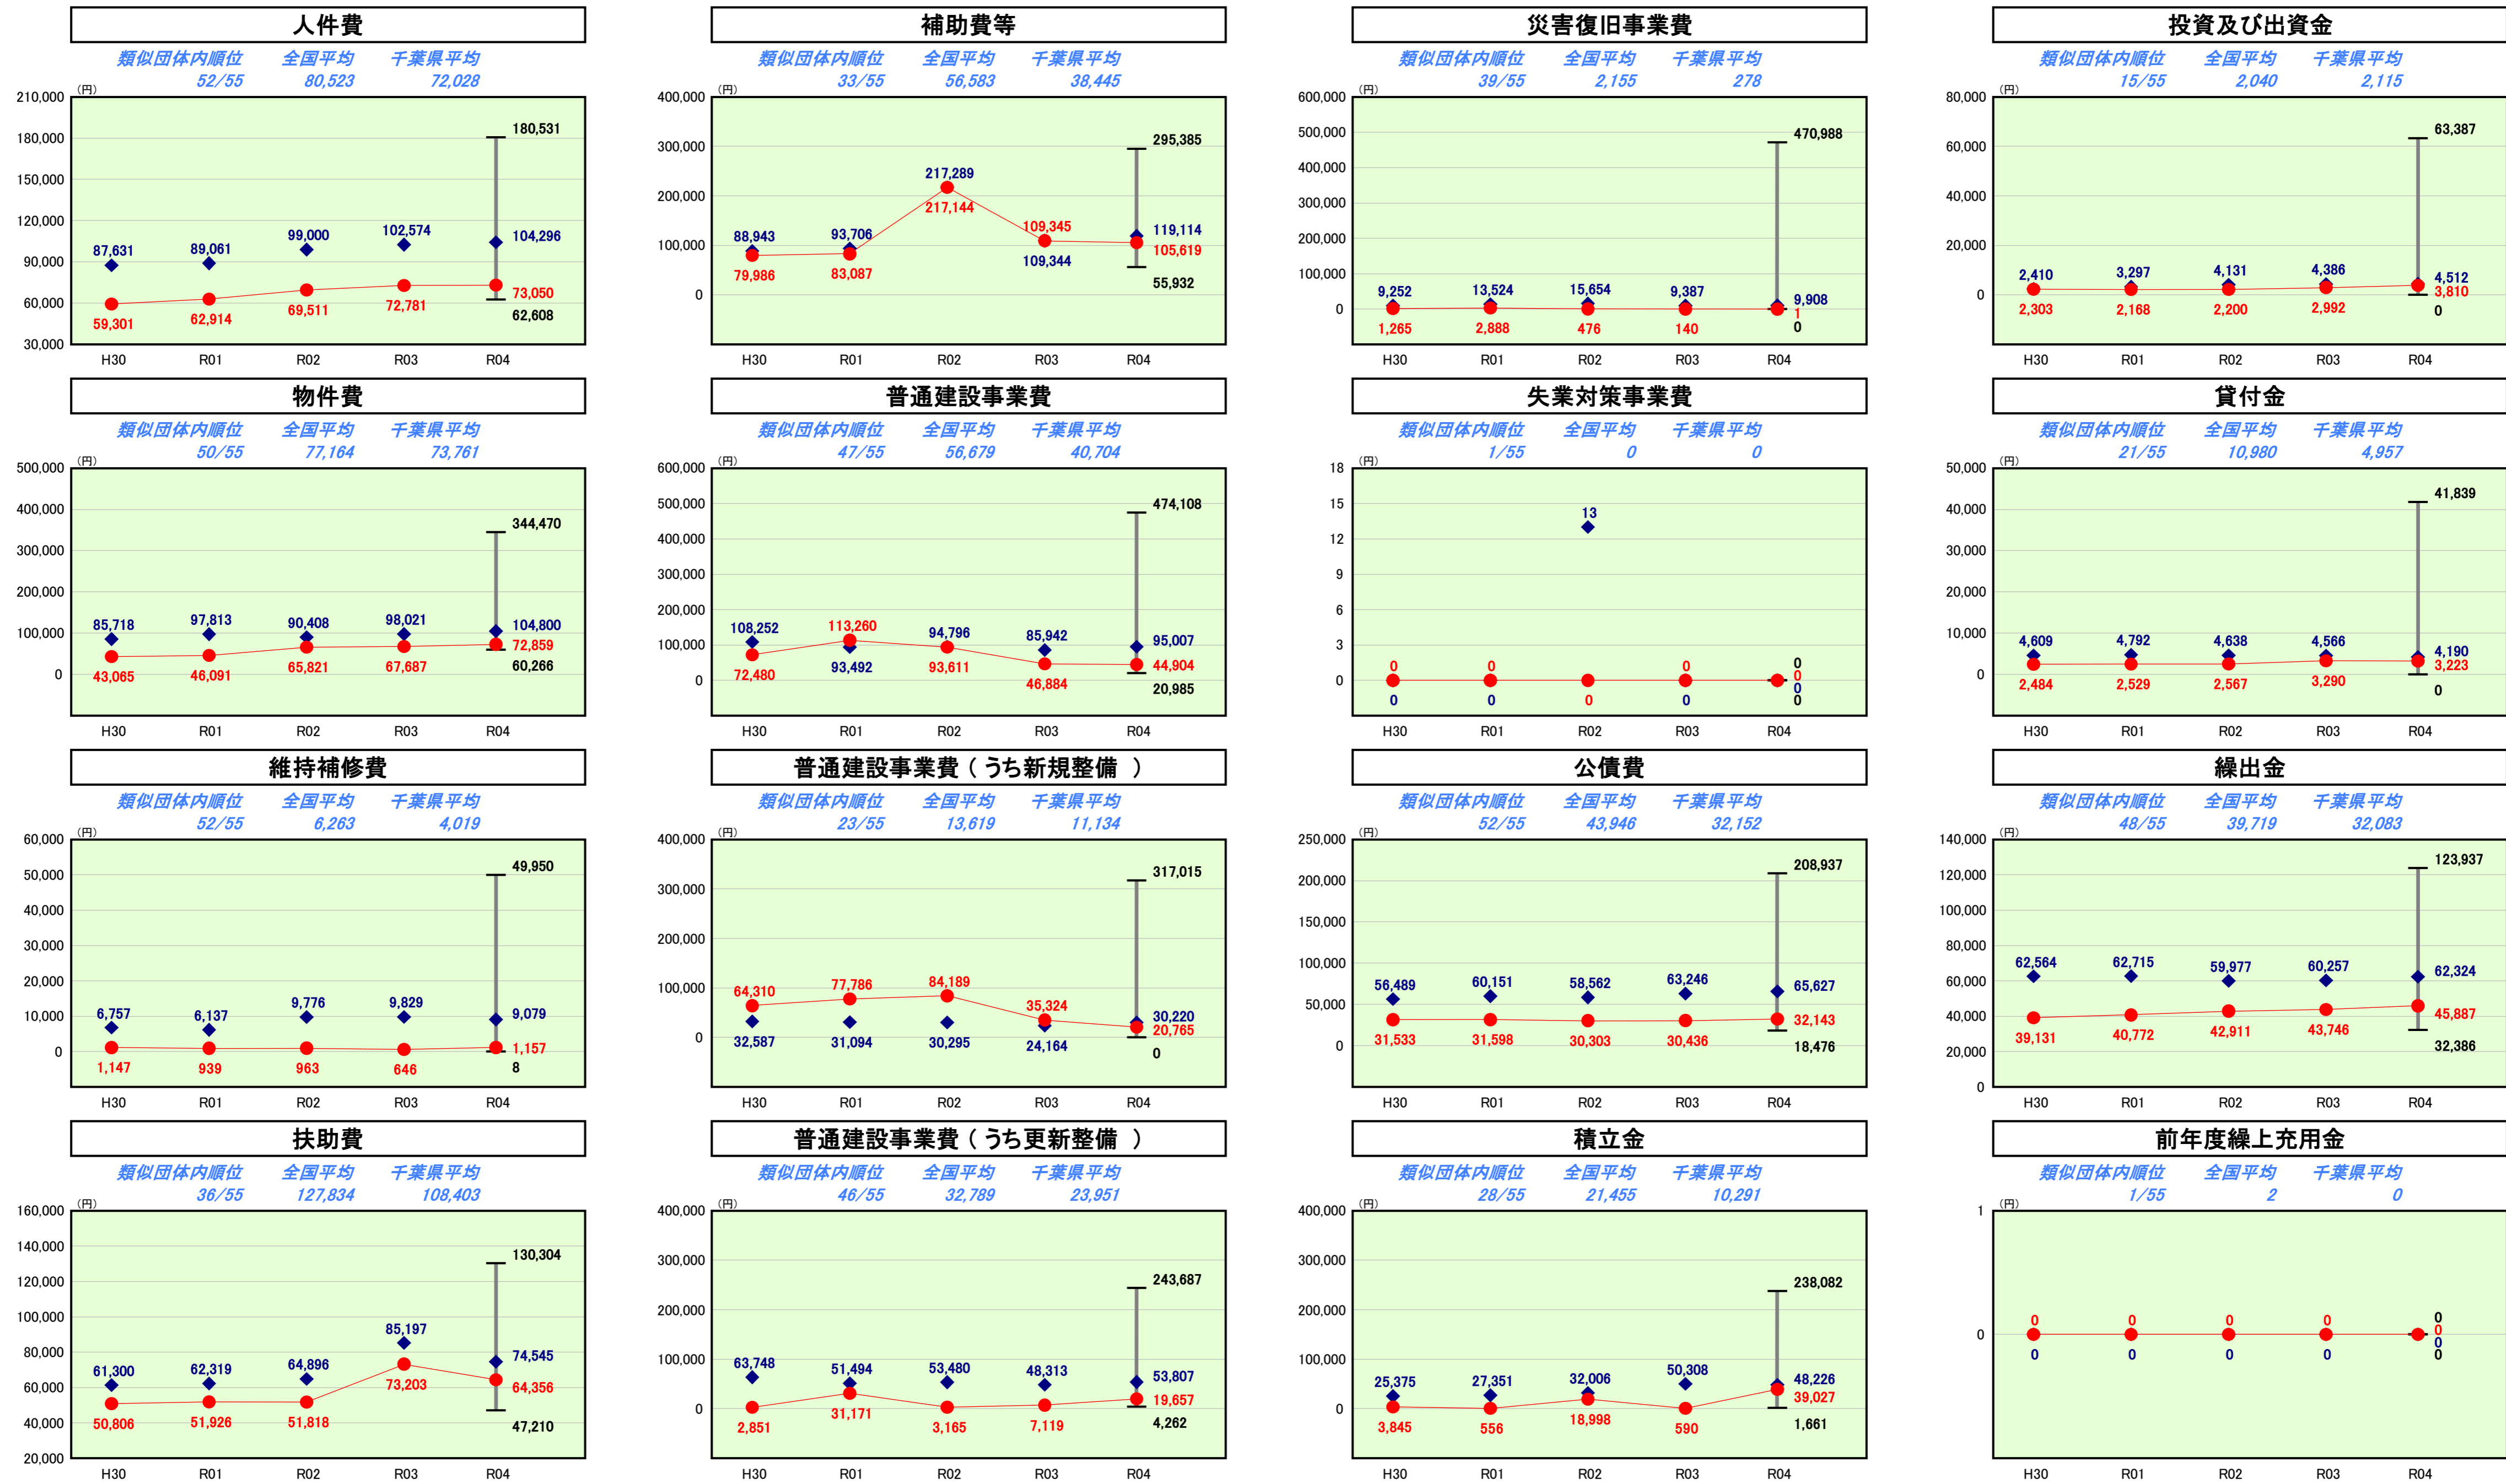 人件費
類似団体内順位 全国平均 千葉県平均
52/55 80,523 72,028
(円)
210,000
180,000
150,000
120,000
90,000
60,000
30,000
180,531
87,631 89,061 99,000 102,574 104,296
59,301 62,914 69,511 72,781 73,050
62,608
H30 R01 R02 R03 R04
補助費等
類似団体内順位 全国平均 千葉県平均
33/55 56,583 38,445
(円)
400,000
300,000
200,000
100,000
0
295,385
88,943 93,706 217,289 109,344 119,114
79,986 83,087 217,144 109,345 105,619
55,932
H30 R01 R02 R03 R04
災害復旧事業費
類似団体内順位 全国平均 千葉県平均
39/55 2,155 278
(円)
600,000
500,000
400,000
300,000
200,000
100,000
0
470,988
9,252 13,524 15,654 9,387 9,908
1,265 2,888 476 140 1
0
H30 R01 R02 R03 R04
投資及び出資金
類似団体内順位 全国平均 千葉県平均
15/55 2,040 2,115
(円)
80,000
60,000
40,000
20,000
0
63,387
2,410 3,297 4,131 4,386 4,512
2,303 2,168 2,200 2,992 3,810
0
H30 R01 R02 R03 R04
物件費
類似団体内順位 全国平均 千葉県平均
50/55 77,164 73,761
(円)
500,000
400,000
300,000
200,000
100,000
0
344,470
85,718 97,813 90,408 98,021 104,800
43,065 46,091 65,821 67,687 72,859
60,266
H30 R01 R02 R03 R04
普通建設事業費
類似団体内順位 全国平均 千葉県平均
47/55 56,679 40,704
(円)
600,000
500,000
400,000
300,000
200,000
100,000
0
474,108
108,252 93,492 94,796 85,942 95,007
72,480 113,260 93,611 46,884 44,904
20,985
H30 R01 R02 R03 R04
失業対策事業費
類似団体内順位 全国平均 千葉県平均
1/55 0 0
(円)
18
15
12
9
6
3
0
13
0 0 0 0
0 0 0 0 0
0 0
H30 R01 R02 R03 R04
貸付金
類似団体内順位 全国平均 千葉県平均
21/55 10,980 4,957
(円)
50,000
40,000
30,000
20,000
10,000
0
41,839
4,609 4,792 4,638 4,566 4,190
2,484 2,529 2,567 3,290 3,223
0
H30 R01 R02 R03 R04
維持補修費
類似団体内順位 全国平均 千葉県平均
52/55 6,263 4,019
(円)
60,000
50,000
40,000
30,000
20,000
10,000
0
49,950
6,757 6,137 9,776 9,829 9,079
1,147 939 963 646 1,157
8
H30 R01 R02 R03 R04
普通建設事業費(うち新規整備 )
類似団体内順位 全国平均 千葉県平均
23/55 13,619 11,134
(円)
400,000
300,000
200,000
100,000
0
317,015
64,310 77,786 84,189 35,324 20,765
32,587 31,094 30,295 24,164 30,220
0
H30 R01 R02 R03 R04
公債費
類似団体内順位 全国平均 千葉県平均
52/55 43,946 32,152
(円)
250,000
200,000
150,000
100,000
50,000
0
208,937
56,489 60,151 58,562 63,246 65,627
31,533 31,598 30,303 30,436 32,143
18,476
H30 R01 R02 R03 R04
繰出金
類似団体内順位 全国平均 千葉県平均
48/55 39,719 32,083
(円)
140,000
120,000
100,000
80,000
60,000
40,000
20,000
0
123,937
62,564 62,715 59,977 60,257 62,324
39,131 40,772 42,911 43,746 45,887
32,386
H30 R01 R02 R03 R04
扶助費
類似団体内順位 全国平均 千葉県平均
36/55 127,834 108,403
(円)
160,000
140,000
120,000
100,000
80,000
60,000
40,000
20,000
130,304
61,300 62,319 64,896 85,197 74,545
50,806 51,926 51,818 73,203 64,356
47,210
H30 R01 R02 R03 R04
普通建設事業費(うち更新整備 )
類似団体内順位 全国平均 千葉県平均
46/55 32,789 23,951
(円)
400,000
300,000
200,000
100,000
0
243,687
63,748 51,494 53,480 48,313 53,807
2,851 31,171 3,165 7,119 19,657
4,262
H30 R01 R02 R03 R04
積立金
類似団体内順位 全国平均 千葉県平均
28/55 21,455 10,291
(円)
400,000
300,000
200,000
100,000
0
238,082
25,375 27,351 32,006 50,308 48,226
3,845 556 18,998 590 39,027
1,661
H30 R01 R02 R03 R04
前年度繰上充用金
類似団体内順位 全国平均 千葉県平均
1/55 2 0
(円)
1
0
0 0 0 0 0
0 0 0 0 0
0 0
H30 R01 R02 R03 R04